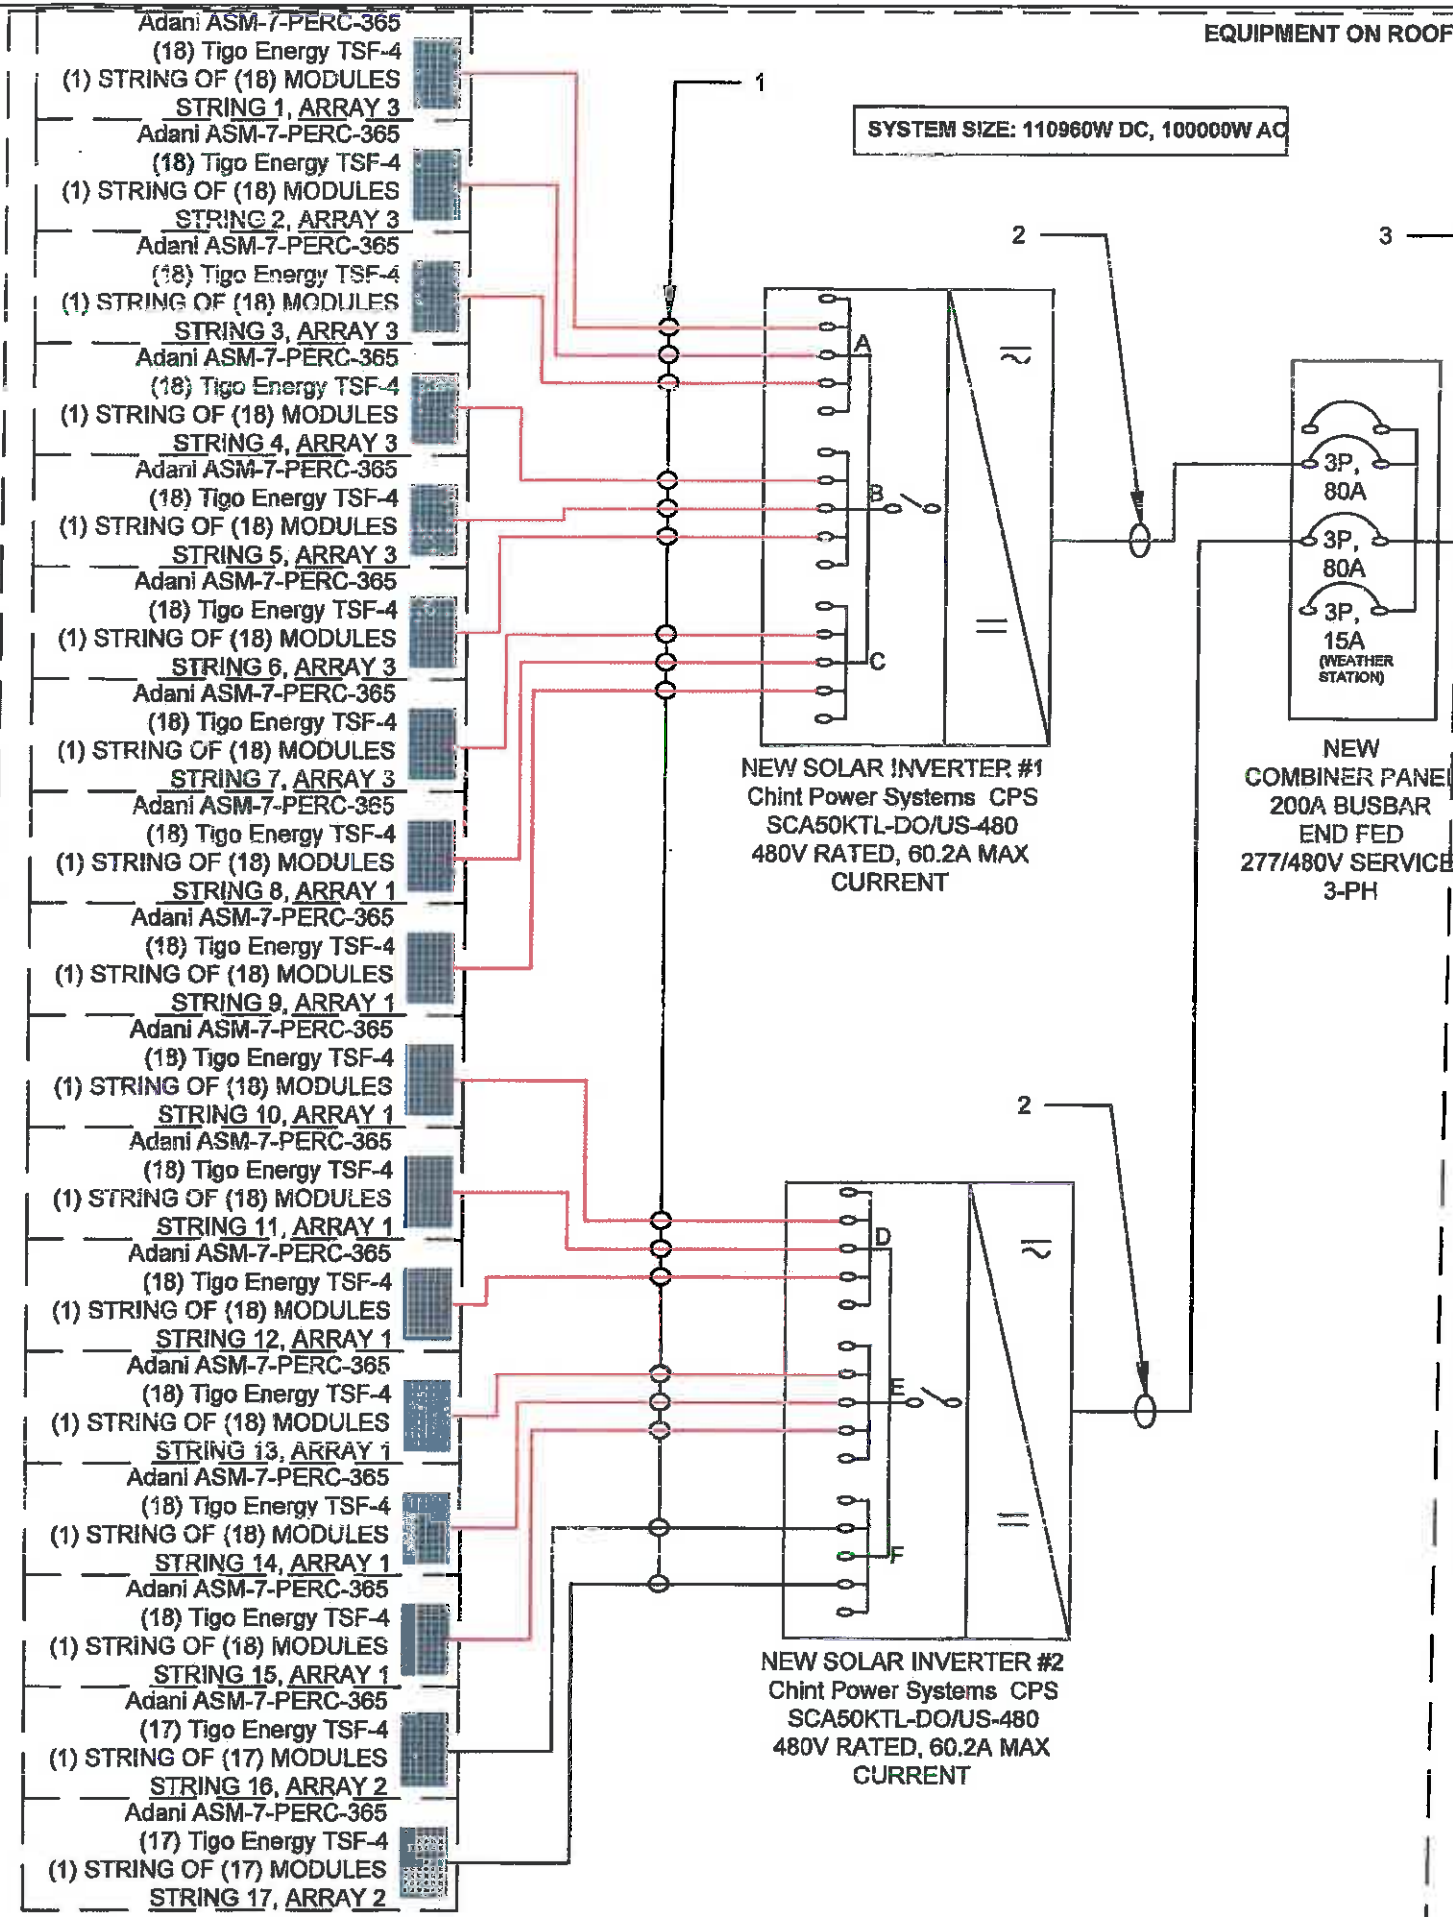 EQUIPMENT ON ROOF
Adani ASM-7-PERC-365
(18) Tigo Energy TSF-4
(1) STRING OF (18) MODULES
STRING 1, ARRAY 3
Adani ASM-7-PERC-365
(18) Tigo Energy TSF-4
(1) STRING OF (18) MODULES
STRING 2, ARRAY 3
Adani ASM-7-PERC-365
(18) Tigo Energy TSF-4
(1) STRING OF (18) MODULES
STRING 3, ARRAY 3
Adani ASM-7-PERC-365
(18) Tigo Energy TSF-4
(1) STRING OF (18) MODULES
STRING 4, ARRAY 3
Adani ASM-7-PERC-365
(18) Tigo Energy TSF-4
(1) STRING OF (18) MODULES
STRING 5, ARRAY 3
Adani ASM-7-PERC-365
(18) Tigo Energy TSF-4
(1) STRING OF (18) MODULES
STRING 6, ARRAY 3
Adani ASM-7-PERC-365
(18) Tigo Energy TSF-4
(1) STRING OF (18) MODULES
STRING 7, ARRAY 3
Adani ASM-7-PERC-365
(18) Tigo Energy TSF-4
(1) STRING OF (18) MODULES
STRING 8, ARRAY 1
Adani ASM-7-PERC-365
(18) Tigo Energy TSF-4
(1) STRING OF (18) MODULES
STRING 9, ARRAY 1
Adani ASM-7-PERC-365
(18) Tigo Energy TSF-4
(1) STRING OF (18) MODULES
STRING 10, ARRAY 1
Adani ASM-7-PERC-365
(18) Tigo Energy TSF-4
(1) STRING OF (18) MODULES
STRING 11, ARRAY 1
Adani ASM-7-PERC-365
(18) Tigo Energy TSF-4
(1) STRING OF (18) MODULES
STRING 12, ARRAY 1
Adani ASM-7-PERC-365
(18) Tigo Energy TSF-4
(1) STRING OF (18) MODULES
STRING 13, ARRAY 1
Adani ASM-7-PERC-365
(18) Tigo Energy TSF-4
(1) STRING OF (18) MODULES
STRING 14, ARRAY 1
Adani ASM-7-PERC-365
(18) Tigo Energy TSF-4
(1) STRING OF (18) MODULES
STRING 15, ARRAY 1
Adani ASM-7-PERC-365
(17) Tigo Energy TSF-4
(1) STRING OF (17) MODULES
STRING 16, ARRAY 2
Adani ASM-7-PERC-365
(17) Tigo Energy TSF-4
(1) STRING OF (17) MODULES
STRING 17, ARRAY 2
1
SYSTEM SIZE: 110960W DC, 100000W AC
2
3
A
B
C
NEW SOLAR INVERTER #1
Chint Power Systems CPS
SCA50KTL-DO/US-480
480V RATED, 60.2A MAX
CURRENT
3P,
80A
3P,
80A
3P,
15A
(WEATHER
STATION)
NEW
COMBINER PANEL
200A BUSBAR
END FED
277/480V SERVICE
3-PH
2
D
E
F
NEW SOLAR INVERTER #2
Chint Power Systems CPS
SCA50KTL-DO/US-480
480V RATED, 60.2A MAX
CURRENT